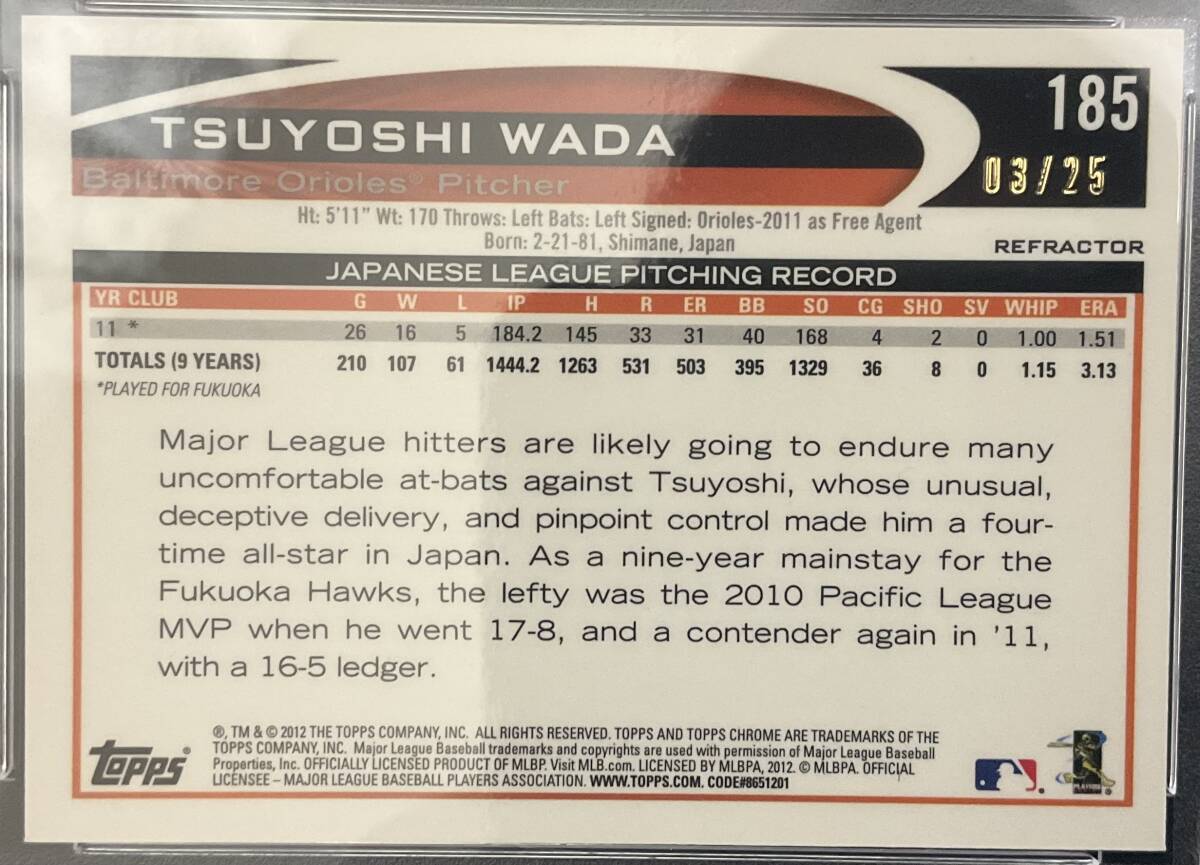 185
TSUYOSHI WADA
03/25
Baltimore Orioles® Pitcher
Ht: 5'11" Wt: 170 Throws: Left Bats: Left Signed: Orioles-2011 as Free Agent
Born: 2-21-81, Shimane, Japan
REFRACTOR
JAPANESE LEAGUE PITCHING RECORD
YR CLUB G W L IP H R ER BB SO CG SHO SV WHIP ERA
11 * 26 16 5 184.2 145 33 31 40 168 4 2 0 1.00 1.51
TOTALS (9 YEARS) 210 107 61 1444.2 1263 531 503 395 1329 36 8 0 1.15 3.13
*PLAYED FOR FUKUOKA
Major League hitters are likely going to endure many
uncomfortable at-bats against Tsuyoshi, whose unusual,
deceptive delivery, and pinpoint control made him a four-
time all-star in Japan. As a nine-year mainstay for the
Fukuoka Hawks, the lefty was the 2010 Pacific League
MVP when he went 17-8, and a contender again in '11,
with a 16-5 ledger.
®, TM & © 2012 THE TOPPS COMPANY, INC. ALL RIGHTS RESERVED. TOPPS AND TOPPS CHROME ARE TRADEMARKS OF THE
TOPPS COMPANY, INC. Major League Baseball trademarks and copyrights are used with permission of Major League Baseball
Properties, Inc. OFFICIALLY LICENSED PRODUCT OF MLBP. Visit MLB.com. LICENSED BY MLBPA, 2012. © MLBPA. OFFICIAL
LICENSEE – MAJOR LEAGUE BASEBALL PLAYERS ASSOCIATION. WWW.TOPPS.COM. CODE#8651201
Topps®